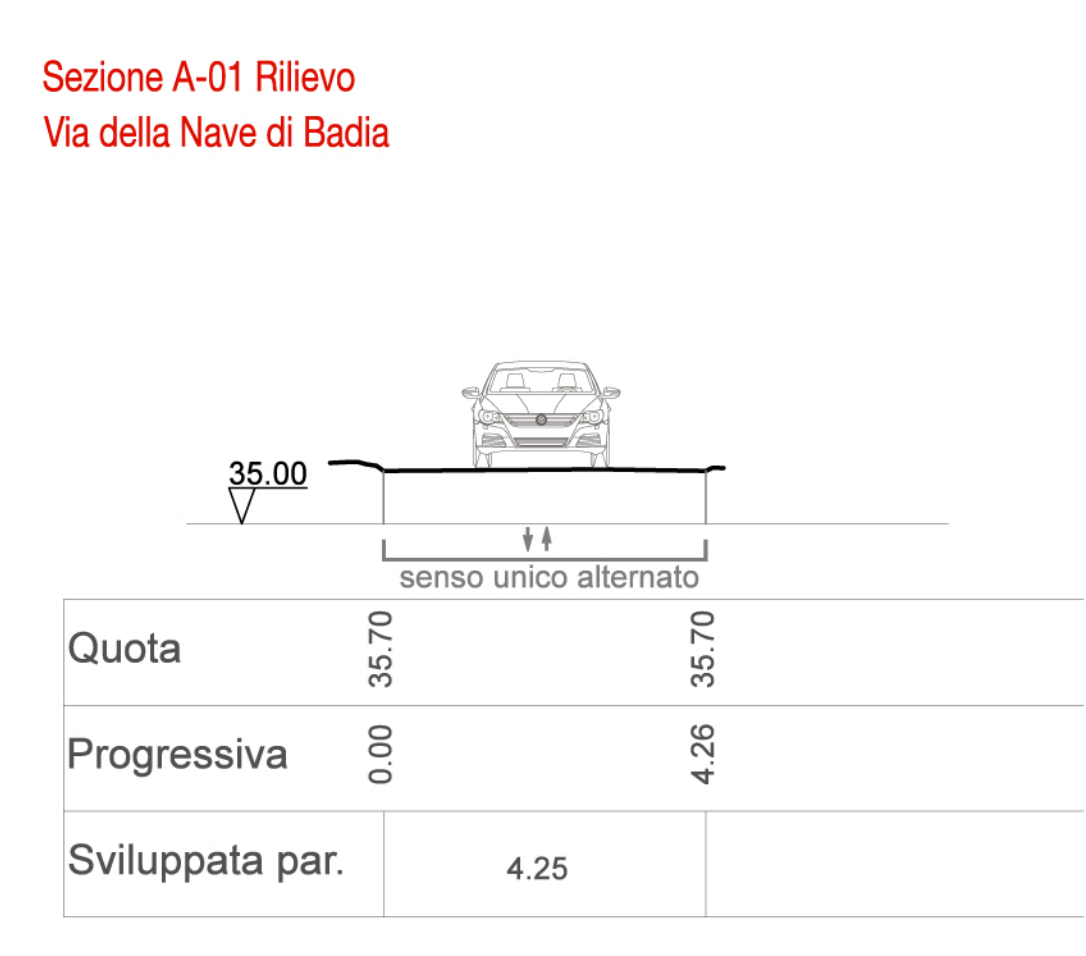 Sezione A-01 Rilievo
Via della Nave di Badia
35.00
senso unico alternato
Quota 35.70 35.70
Progressiva 0.00 4.26
Sviluppata par. 4.25